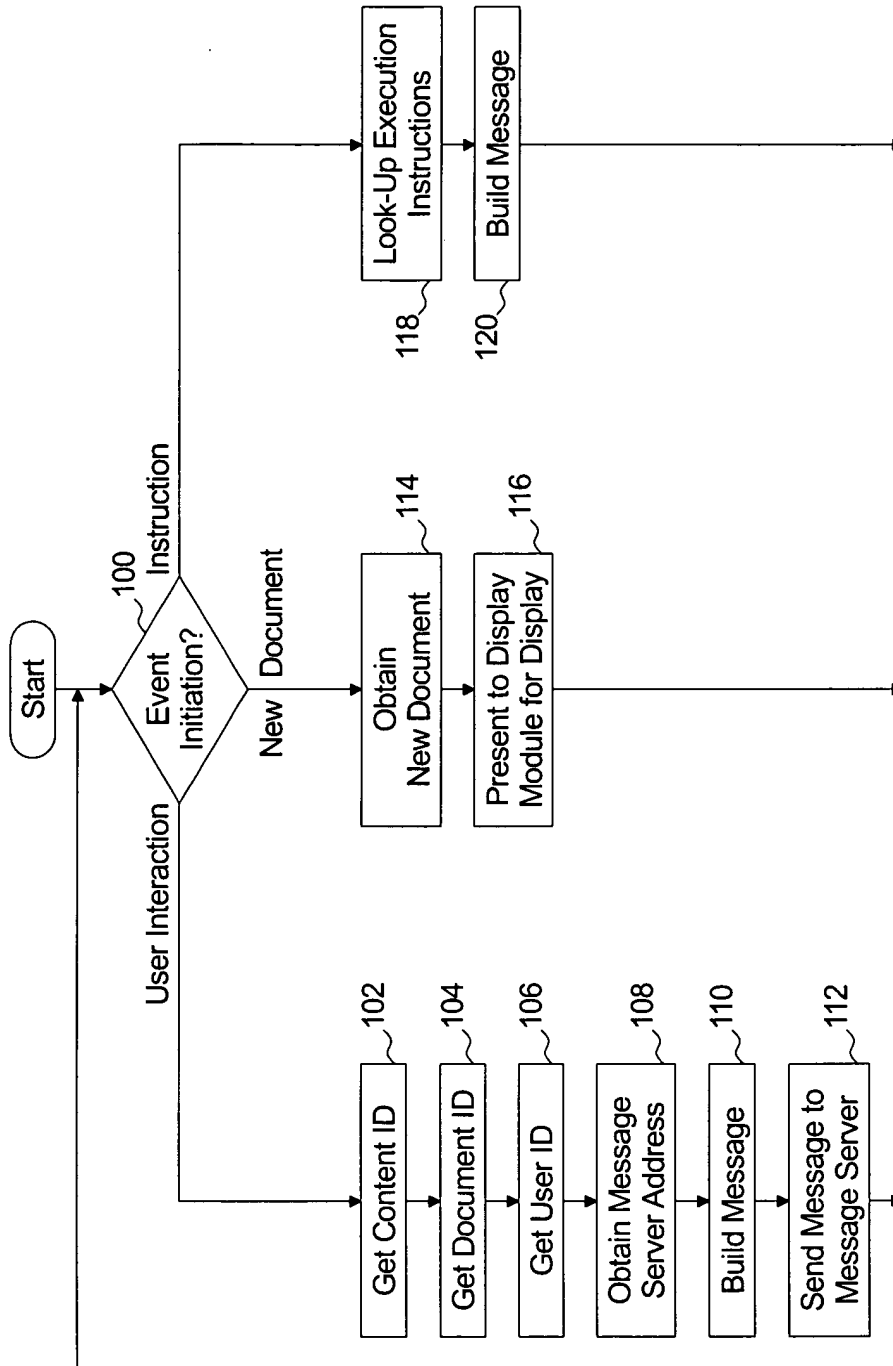 Start
100
Event
Initiation?
User Interaction
New Document
Instruction
Get Content ID
102
Get Document ID
104
Get User ID
106
Obtain Message
Server Address
108
Build Message
110
Send Message to
Message Server
112
Obtain
New Document
114
Present to Display
Module for Display
116
Look-Up Execution
Instructions
118
Build Message
120